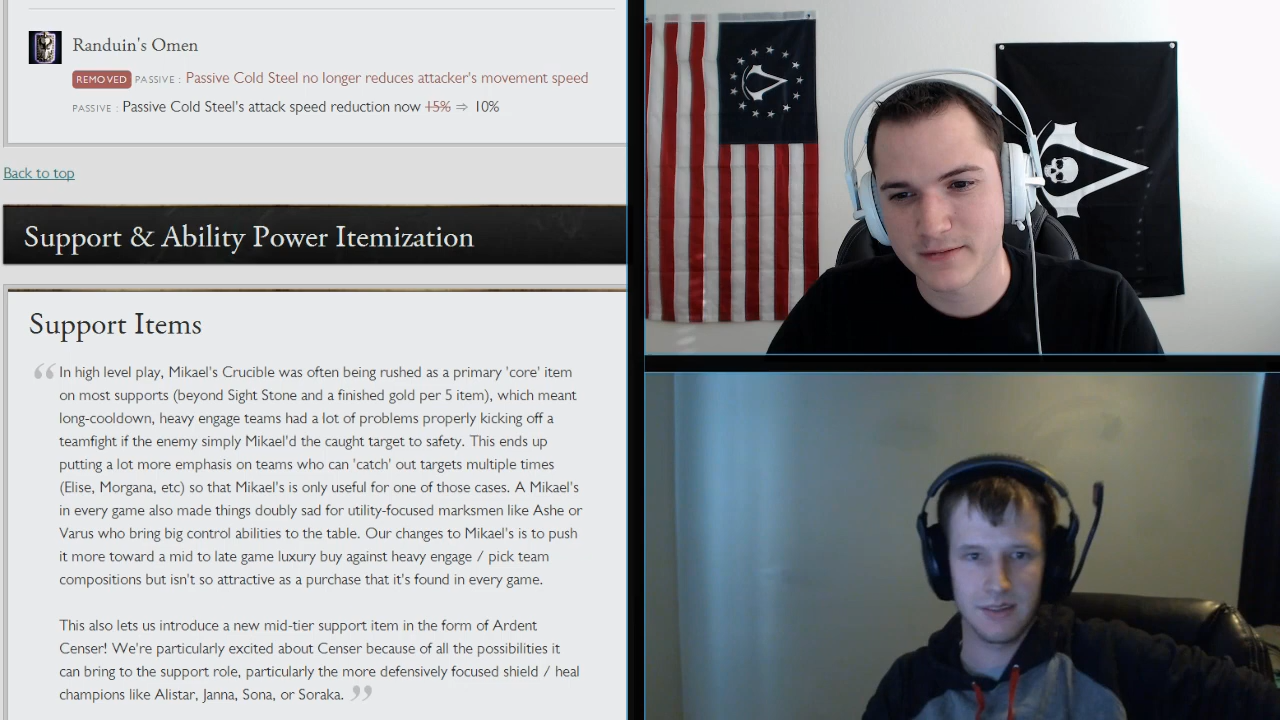 Randuin's Omen
REMOVED PASSIVE : Passive Cold Steel no longer reduces attacker's movement speed
PASSIVE : Passive Cold Steel's attack speed reduction now 15% ⇒ 10%
Back to top
Support & Ability Power Itemization
Support Items
“ In high level play, Mikael's Crucible was often being rushed as a primary 'core' item
on most supports (beyond Sight Stone and a finished gold per 5 item), which meant
long-cooldown, heavy engage teams had a lot of problems properly kicking off a
teamfight if the enemy simply Mikael'd the caught target to safety. This ends up
putting a lot more emphasis on teams who can 'catch' out targets multiple times
(Elise, Morgana, etc) so that Mikael's is only useful for one of those cases. A Mikael's
in every game also made things doubly sad for utility-focused marksmen like Ashe or
Varus who bring big control abilities to the table. Our changes to Mikael's is to push
it more toward a mid to late game luxury buy against heavy engage / pick team
compositions but isn't so attractive as a purchase that it's found in every game.
This also lets us introduce a new mid-tier support item in the form of Ardent
Censer! We're particularly excited about Censer because of all the possibilities it
can bring to the support role, particularly the more defensively focused shield / heal
champions like Alistar, Janna, Sona, or Soraka. ”